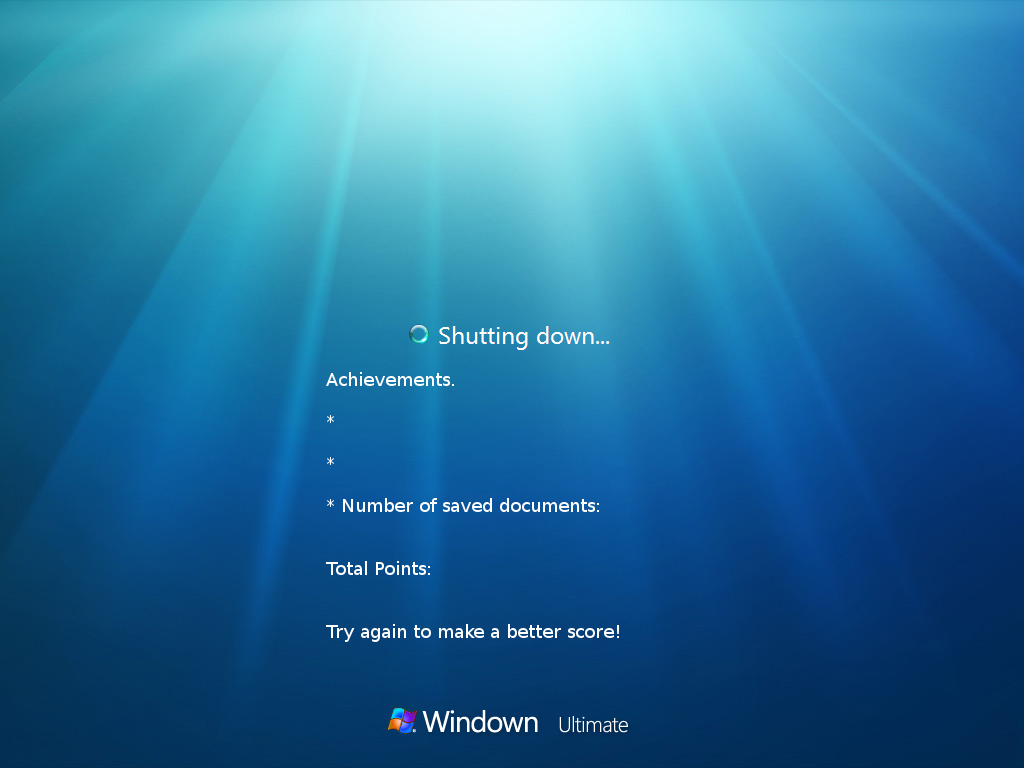 Shutting down...
Achievements.
*
*
* Number of saved documents:
Total Points:
Try again to make a better score!
Windown Ultimate